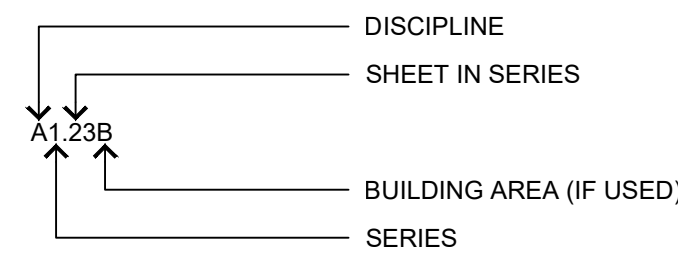 DISCIPLINE
SHEET IN SERIES
A1.23B
BUILDING AREA (IF USED)
SERIES